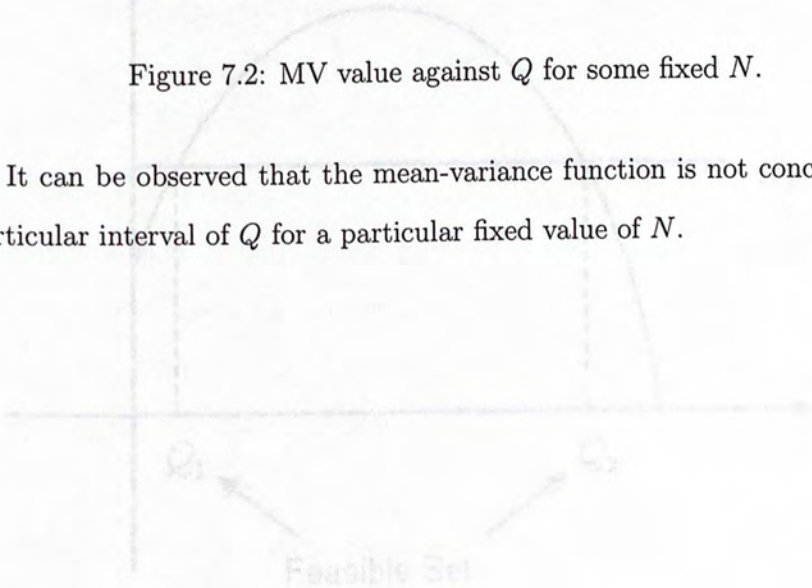 Figure 7.2: MV value against Q for some fixed N.
It can be observed that the mean-variance function is not conc
rticular interval of Q for a particular fixed value of N.
Feasible Set